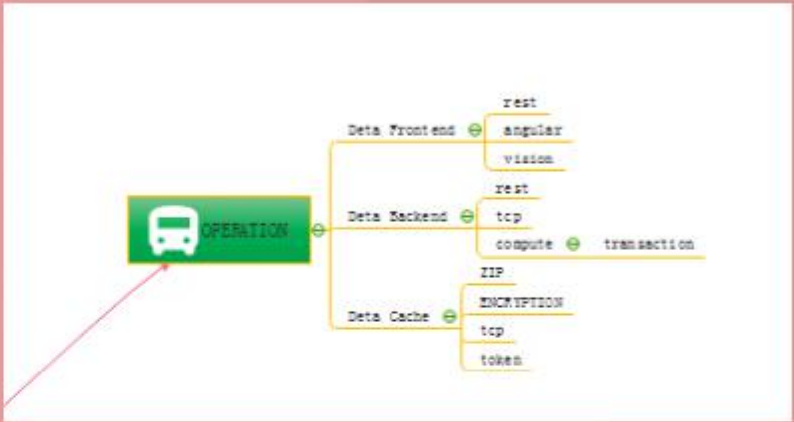 OPERATION
Deta Frontend
rest
angular
vision
Deta Backend
rest
tcp
compute
transaction
Deta Cache
ZIP
ENCRYPTION
tcp
token